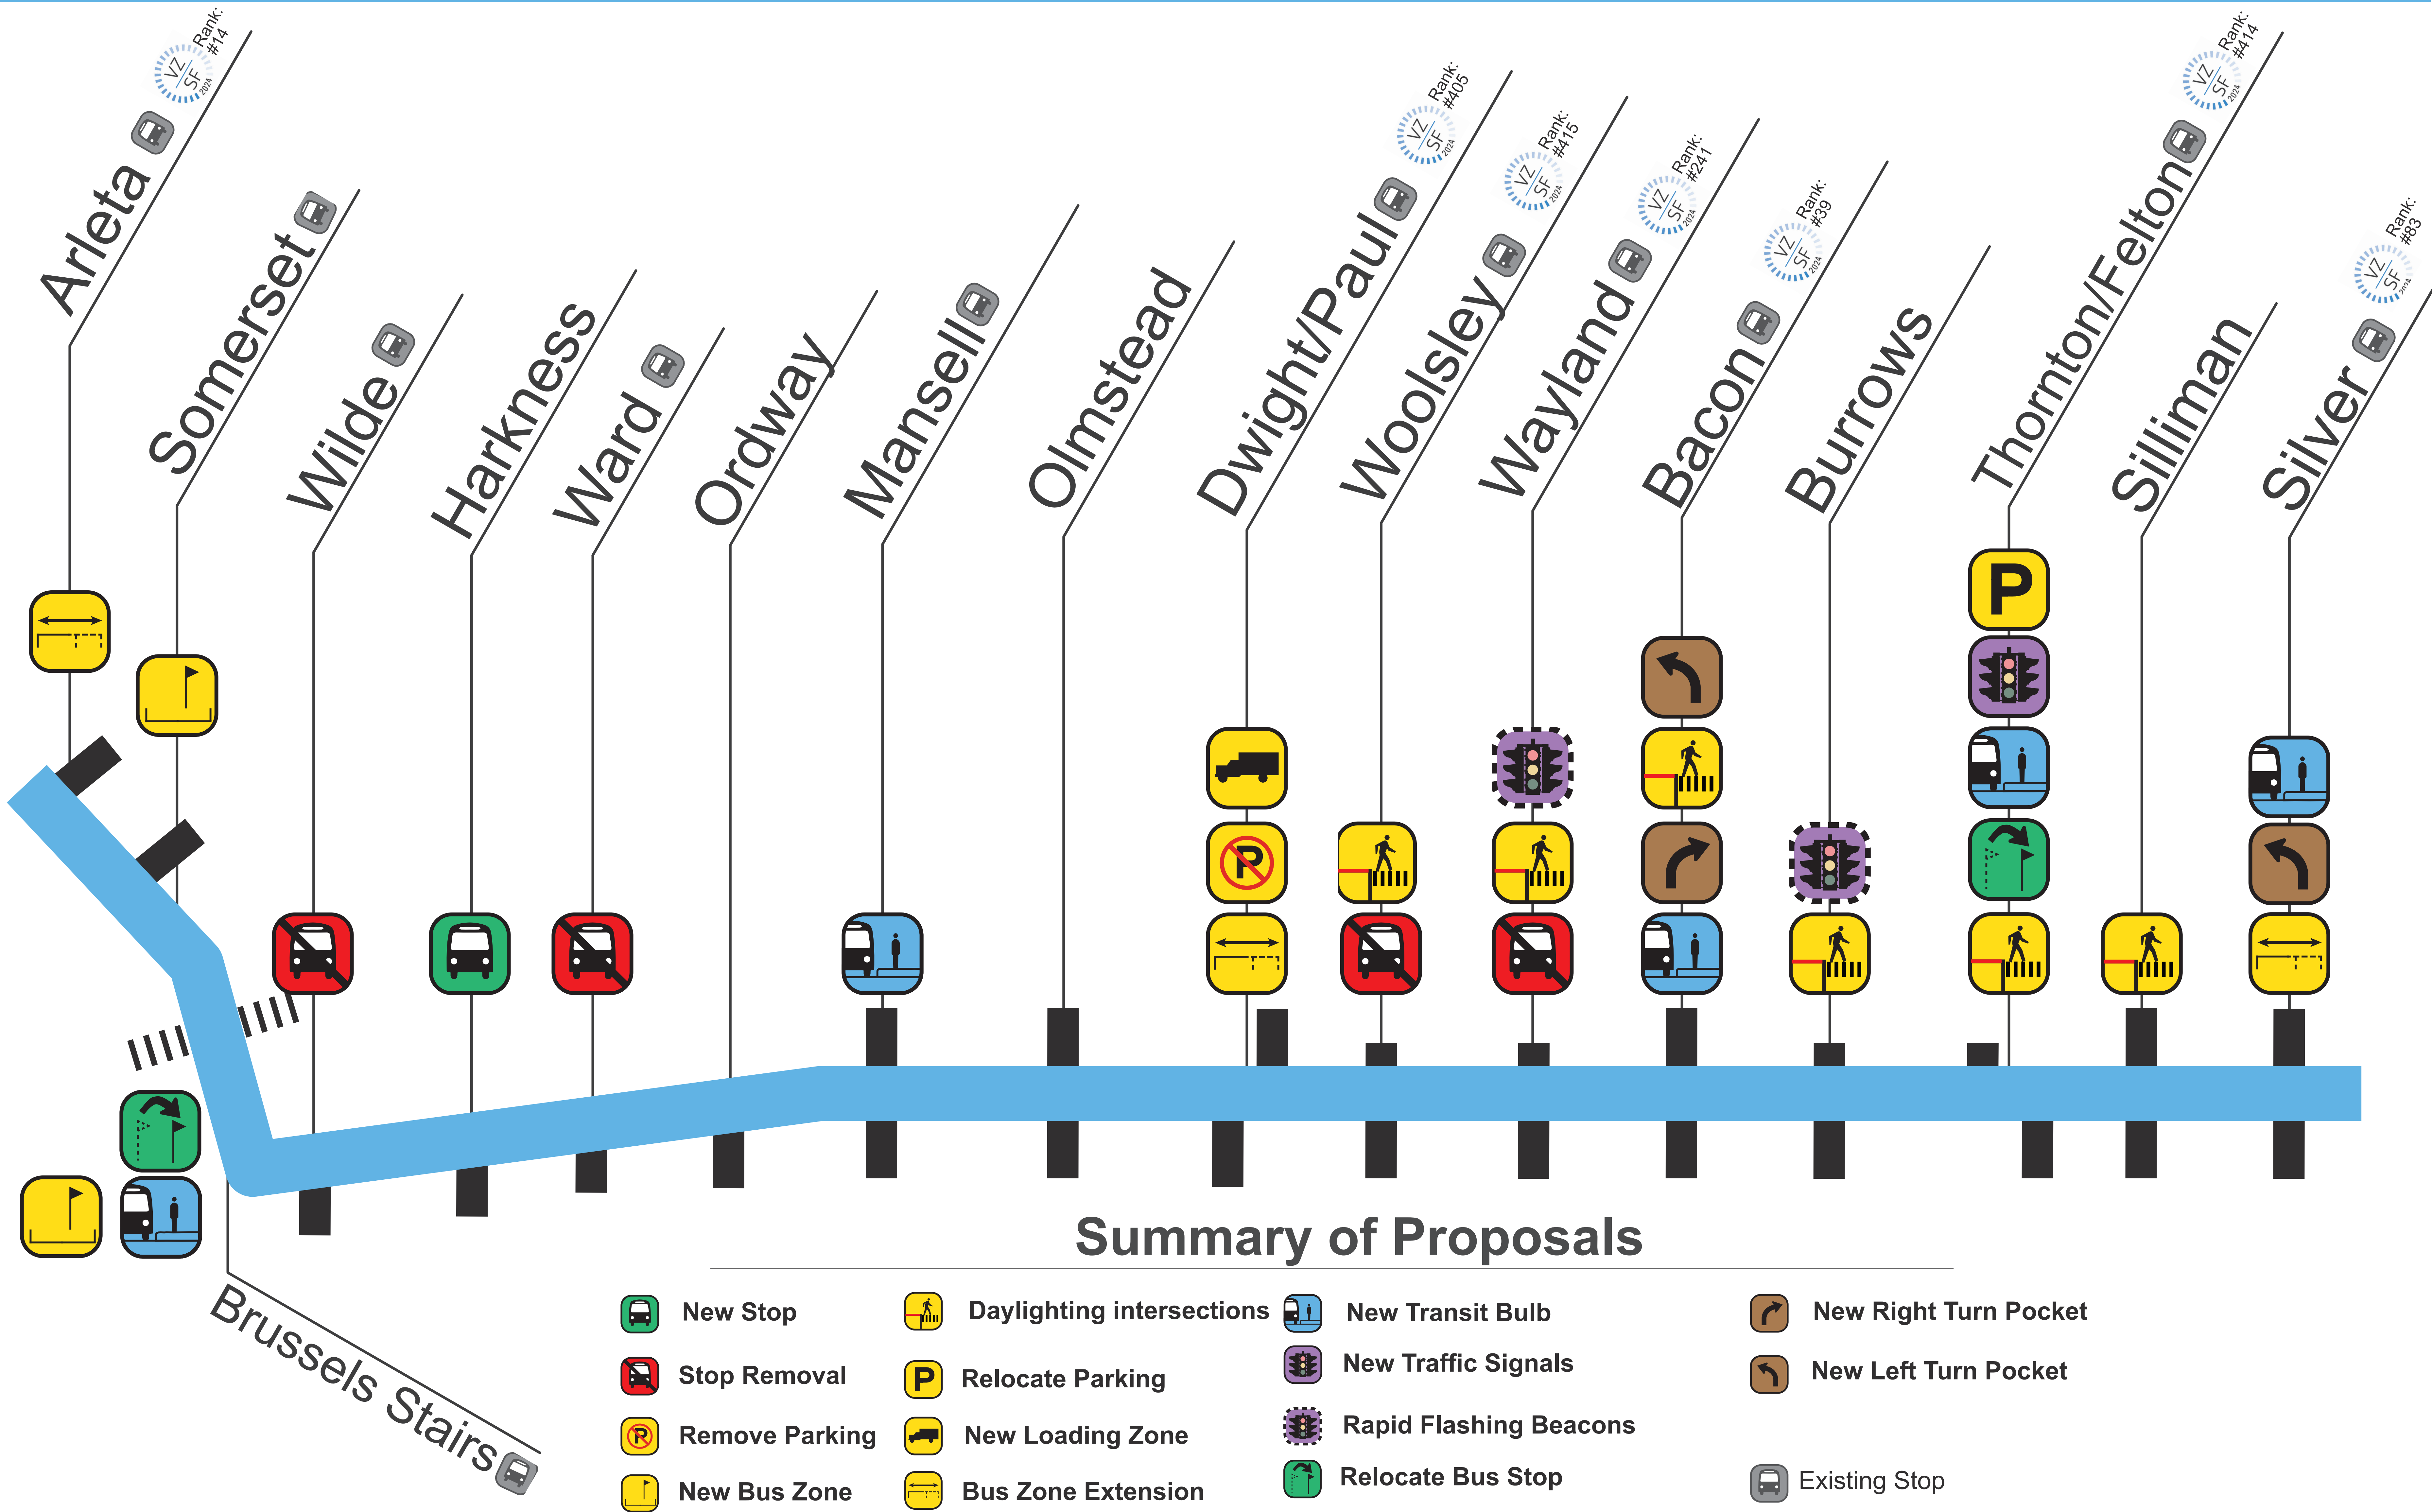 Arleta
VZ
SF
2024
Rank:
#14
Somerset
Wilde
Harkness
Ward
Ordway
Mansell
Olmstead
Dwight/Paul
VZ
SF
2024
Rank:
#405
Woolsley
VZ
SF
2024
Rank:
#415
Wayland
VZ
SF
2024
Rank:
#241
Bacon
VZ
SF
2024
Rank:
#39
Burrows
Thornton/Felton
VZ
SF
2024
Rank:
#414
Silliman
Silver
VZ
SF
2024
Rank:
#83
P
P
Brussels Stairs
Summary of Proposals
New Stop
Daylighting intersections
New Transit Bulb
New Right Turn Pocket
Stop Removal
P Relocate Parking
New Traffic Signals
New Left Turn Pocket
P Remove Parking
New Loading Zone
Rapid Flashing Beacons
New Bus Zone
Bus Zone Extension
Relocate Bus Stop
Existing Stop